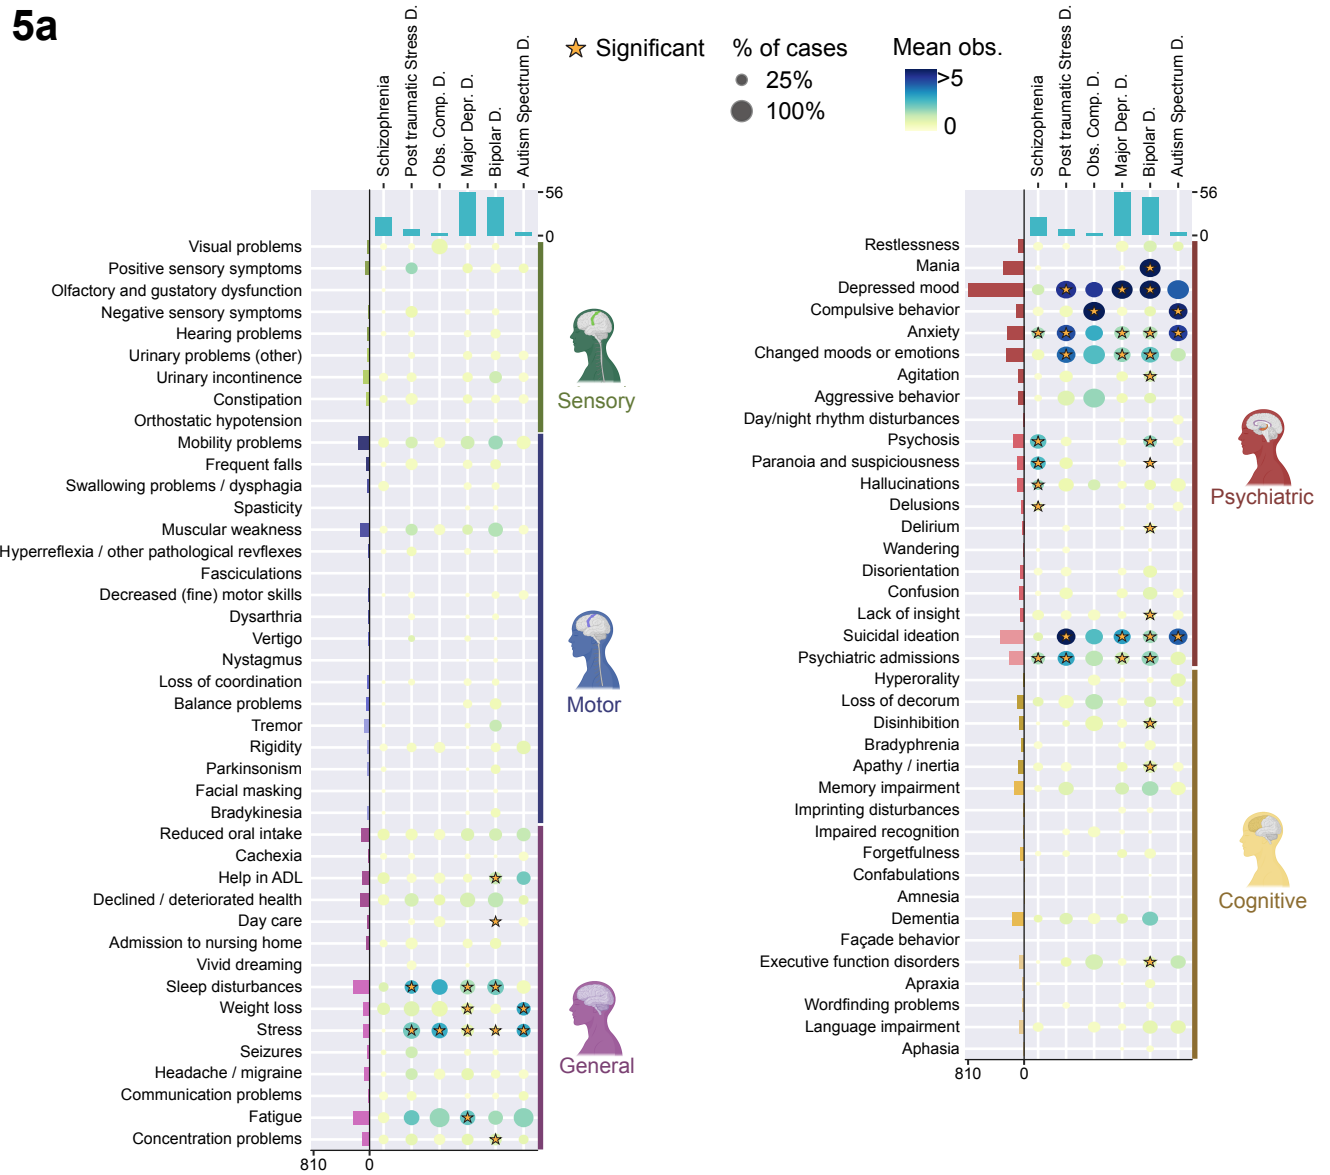 5a
Significant
% of cases
25%
100%
Mean obs.
>5
0
Schizophrenia
Post traumatic Stress D.
Obs. Comp. D.
Major Depr. D.
Bipolar D.
Autism Spectrum D.
56
0
Visual problems
Positive sensory symptoms
Olfactory and gustatory dysfunction
Negative sensory symptoms
Hearing problems
Urinary problems (other)
Urinary incontinence
Constipation
Orthostatic hypotension
Mobility problems
Frequent falls
Swallowing problems / dysphagia
Spasticity
Muscular weakness
Hyperreflexia / other pathological revflexes
Fasciculations
Decreased (fine) motor skills
Dysarthria
Vertigo
Nystagmus
Loss of coordination
Balance problems
Tremor
Rigidity
Parkinsonism
Facial masking
Bradykinesia
Reduced oral intake
Cachexia
Help in ADL
Declined / deteriorated health
Day care
Admission to nursing home
Vivid dreaming
Sleep disturbances
Weight loss
Stress
Seizures
Headache / migraine
Communication problems
Fatigue
Concentration problems
810
0
Sensory
Motor
General
Schizophrenia
Post traumatic Stress D.
Obs. Comp. D.
Major Depr. D.
Bipolar D.
Autism Spectrum D.
56
0
Restlessness
Mania
Depressed mood
Compulsive behavior
Anxiety
Changed moods or emotions
Agitation
Aggressive behavior
Day/night rhythm disturbances
Psychosis
Paranoia and suspiciousness
Hallucinations
Delusions
Delirium
Wandering
Disorientation
Confusion
Lack of insight
Suicidal ideation
Psychiatric admissions
Hyperorality
Loss of decorum
Disinhibition
Bradyphrenia
Apathy / inertia
Memory impairment
Imprinting disturbances
Impaired recognition
Forgetfulness
Confabulations
Amnesia
Dementia
Façade behavior
Executive function disorders
Apraxia
Wordfinding problems
Language impairment
Aphasia
810
0
Psychiatric
Cognitive